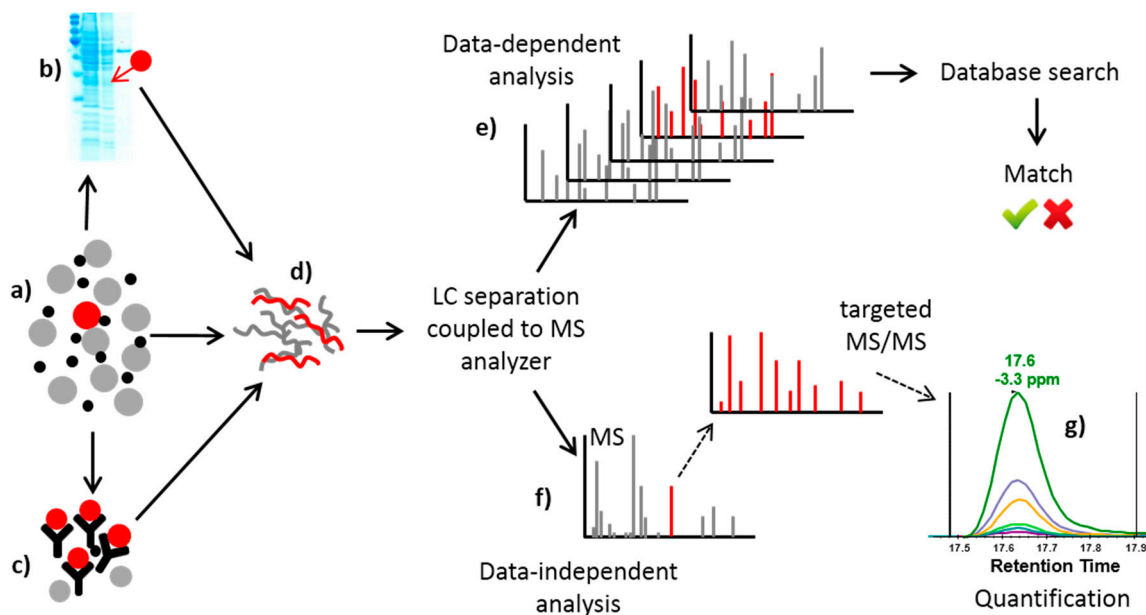 b)
Data-dependent
analysis
e)
Database search
Match
a)
d)
LC separation
coupled to MS
analyzer
targeted
MS/MS
17.6
-3.3 ppm
g)
MS
f)
c)
17.5 17.6 17.7 17.8 17.9
Retention Time
Data-independent
analysis
Quantification